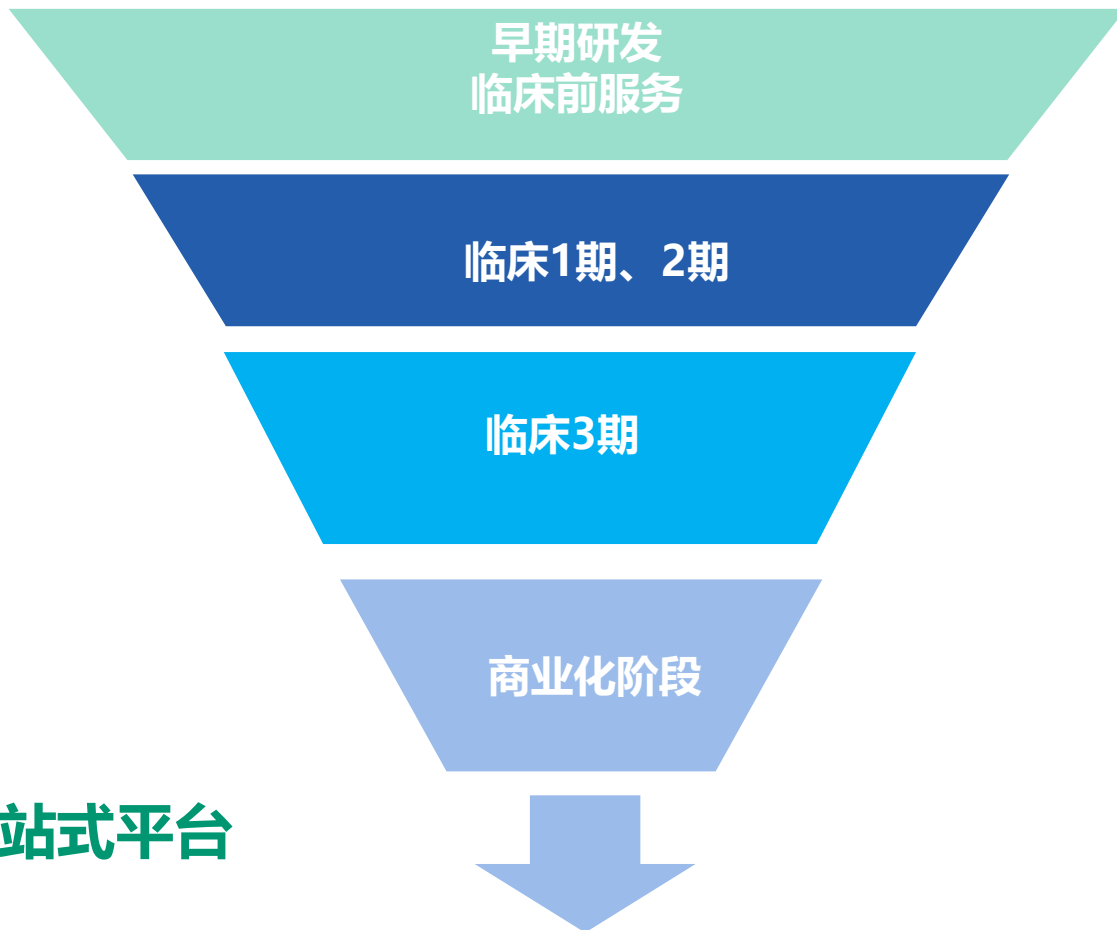 早期研发
临床前服务
临床1期、2期
临床3期
商业化阶段
站式平台